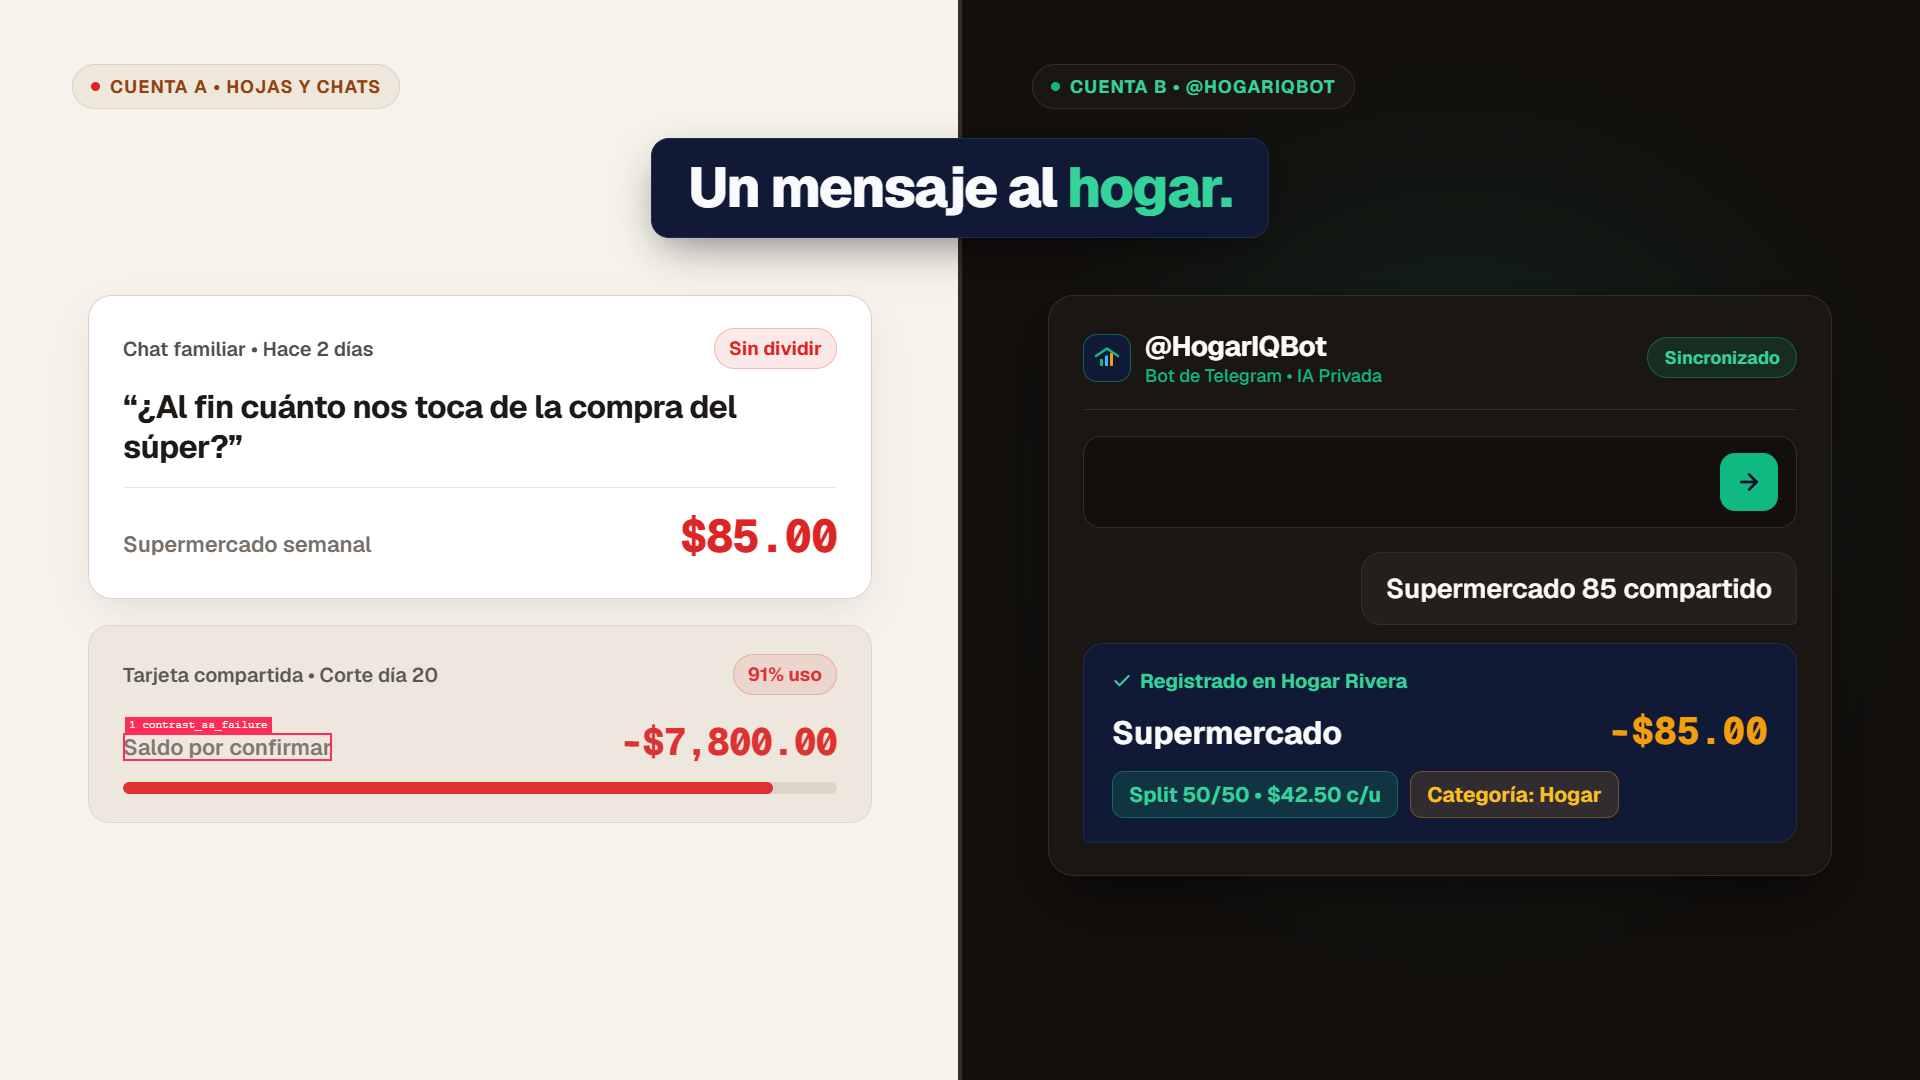 CUENTA A • HOJAS Y CHATS
CUENTA B • @HOGARIQBOT
Un mensaje al hogar.
Chat familiar • Hace 2 días
Sin dividir
“¿Al fin cuánto nos toca de la compra del
súper?”
Supermercado semanal
$85.00
Tarjeta compartida • Corte día 20
91% uso
1 contrast_aa_failure
Saldo por confirmar
-$7,800.00
@HogarIQBot
Bot de Telegram • IA Privada
Sincronizado
Supermercado 85 compartido
Registrado en Hogar Rivera
Supermercado
-$85.00
Split 50/50 • $42.50 c/u
Categoría: Hogar